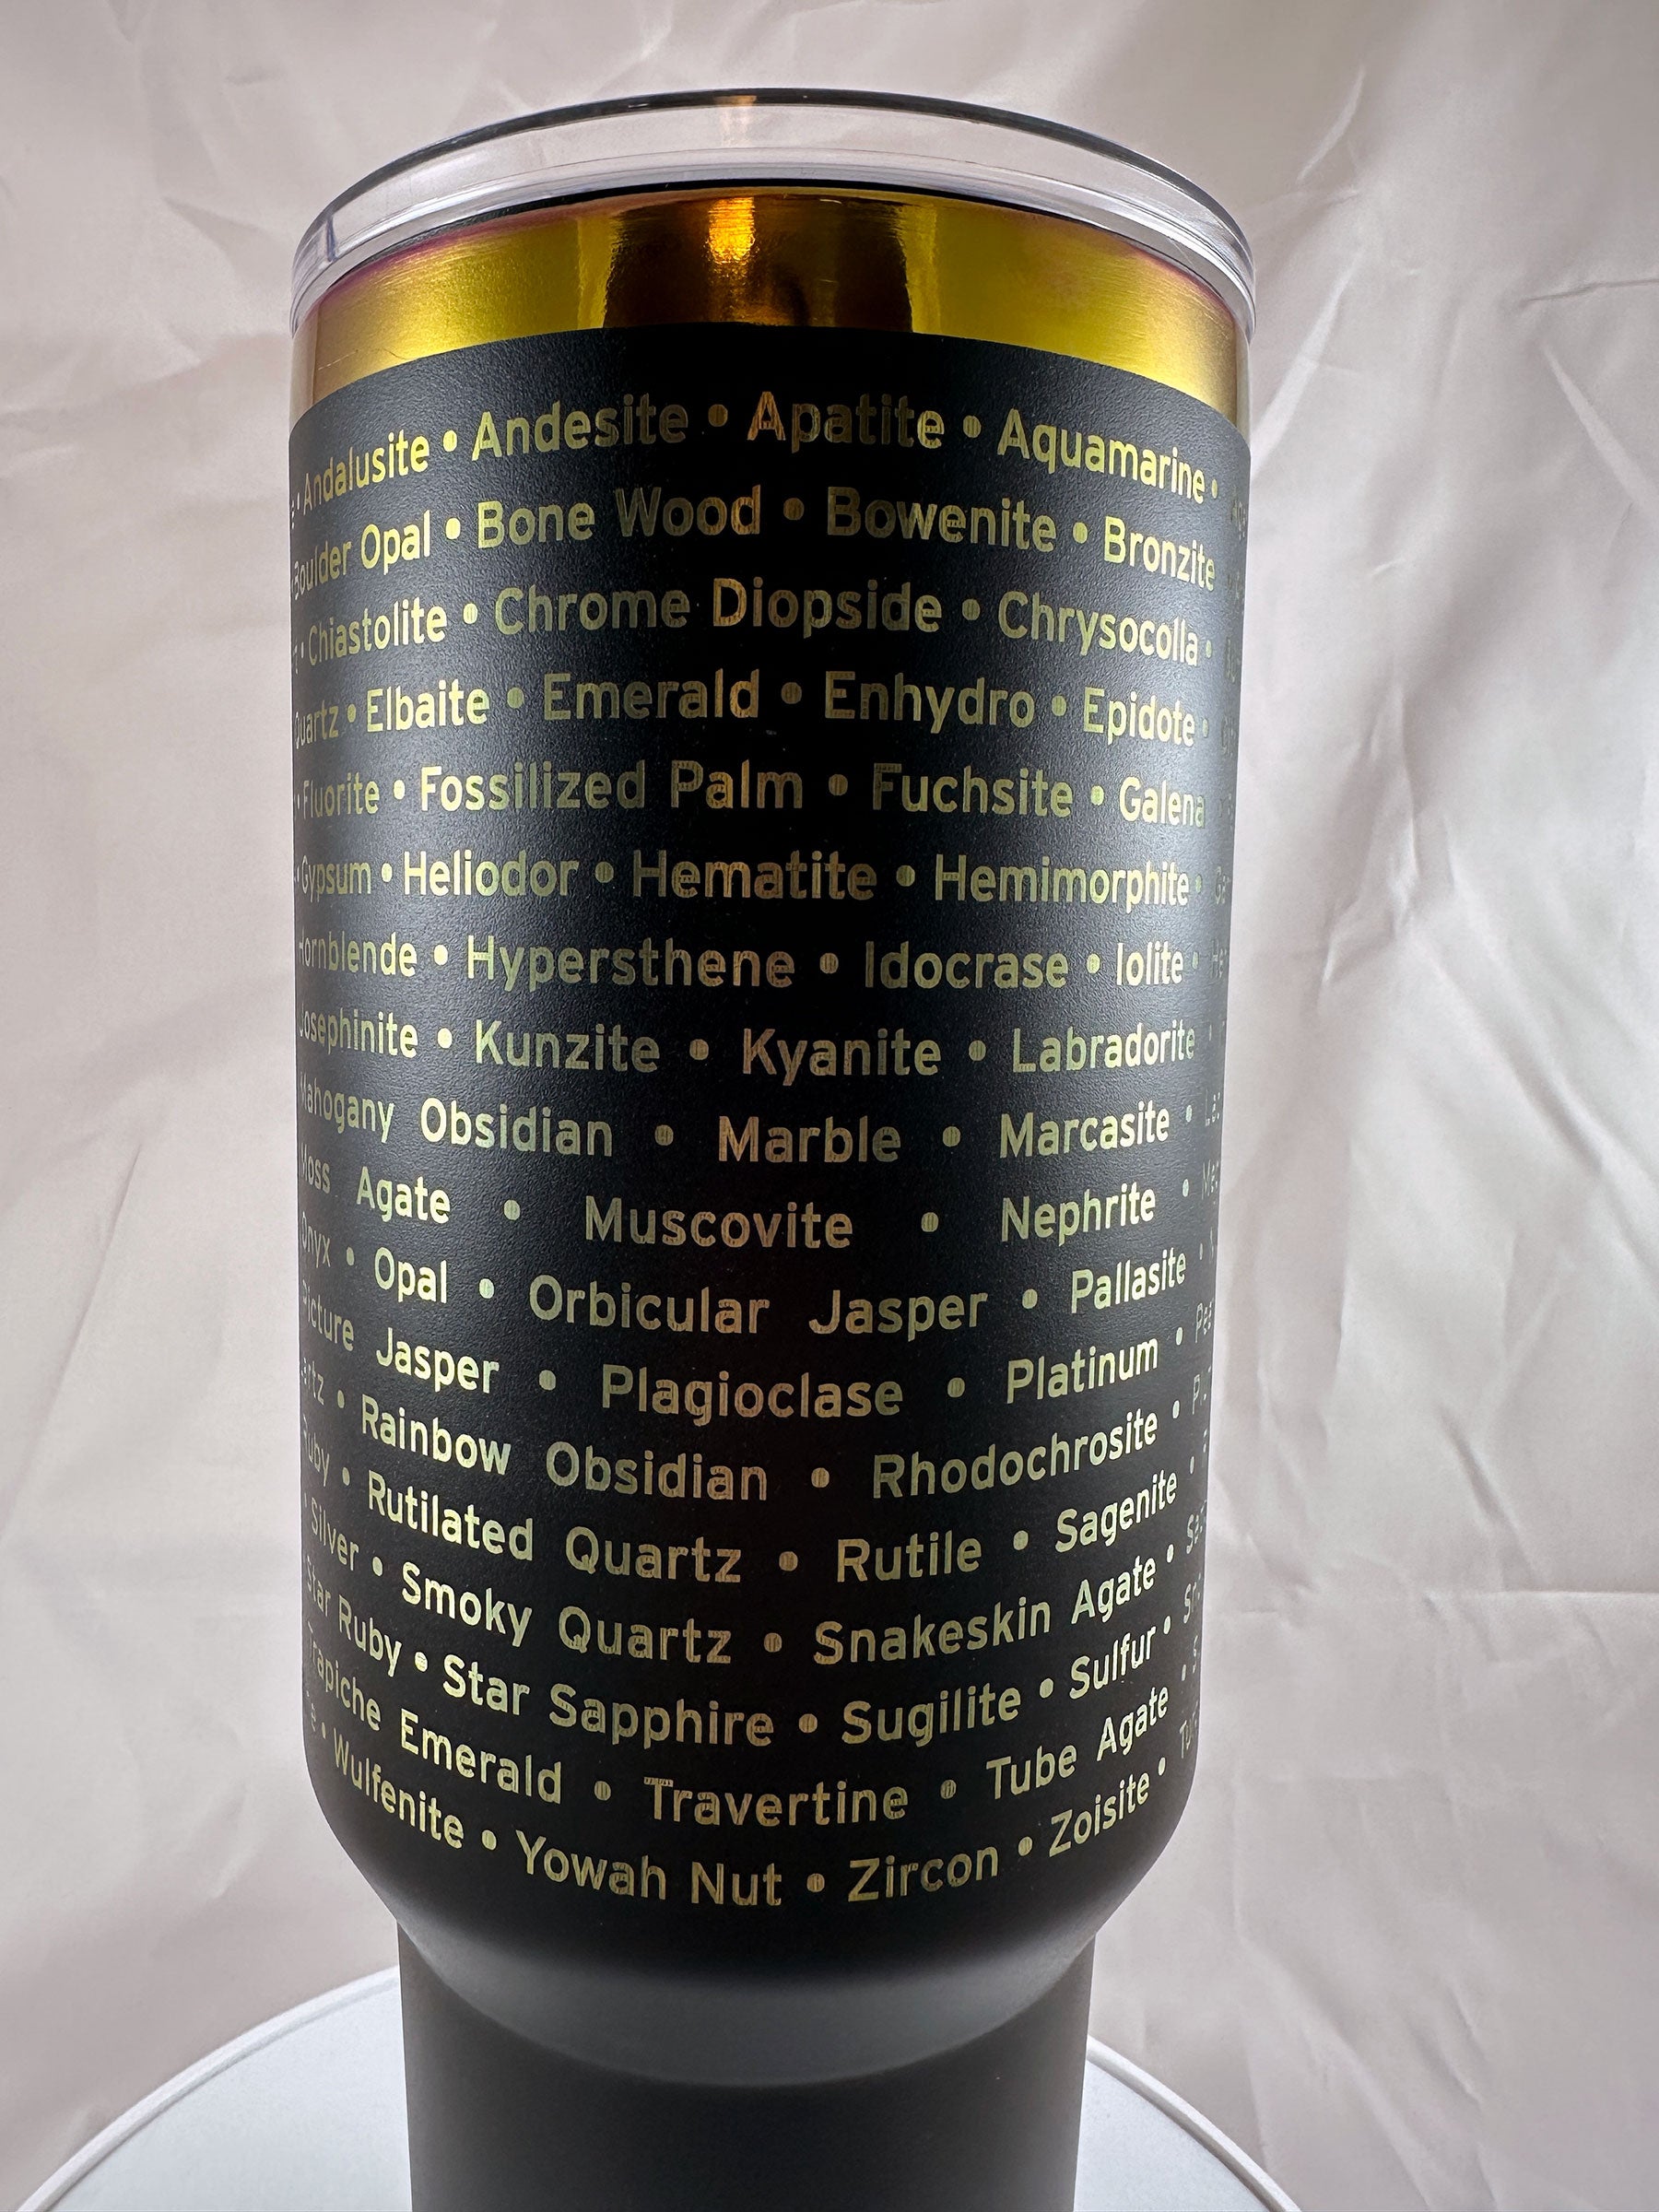 Andalusite • Andesite • Apatite • Aquamarine •
Boulder Opal • Bone Wood • Bowenite • Bronzite
• Chiastolite • Chrome Diopside • Chrysocolla •
Quartz • Elbaite • Emerald • Enhydro • Epidote •
• Fluorite • Fossilized Palm • Fuchsite • Galena
• Gypsum • Heliodor • Hematite • Hemimorphite •
Hornblende • Hypersthene • Idocrase • Iolite •
Josephinite • Kunzite • Kyanite • Labradorite •
Mahogany Obsidian • Marble • Marcasite •
Moss Agate • Muscovite • Nephrite •
Onyx • Opal • Orbicular Jasper • Pallasite •
Picture Jasper • Plagioclase • Platinum •
• Rainbow Obsidian • Rhodochrosite •
Ruby • Rutilated Quartz • Rutile • Sagenite •
• Silver • Smoky Quartz • Snakeskin Agate •
• Star Ruby • Star Sapphire • Sugilite • Sulfur •
Trapiche Emerald • Travertine • Tube Agate •
• Wulfenite • Yowah Nut • Zircon • Zoisite •